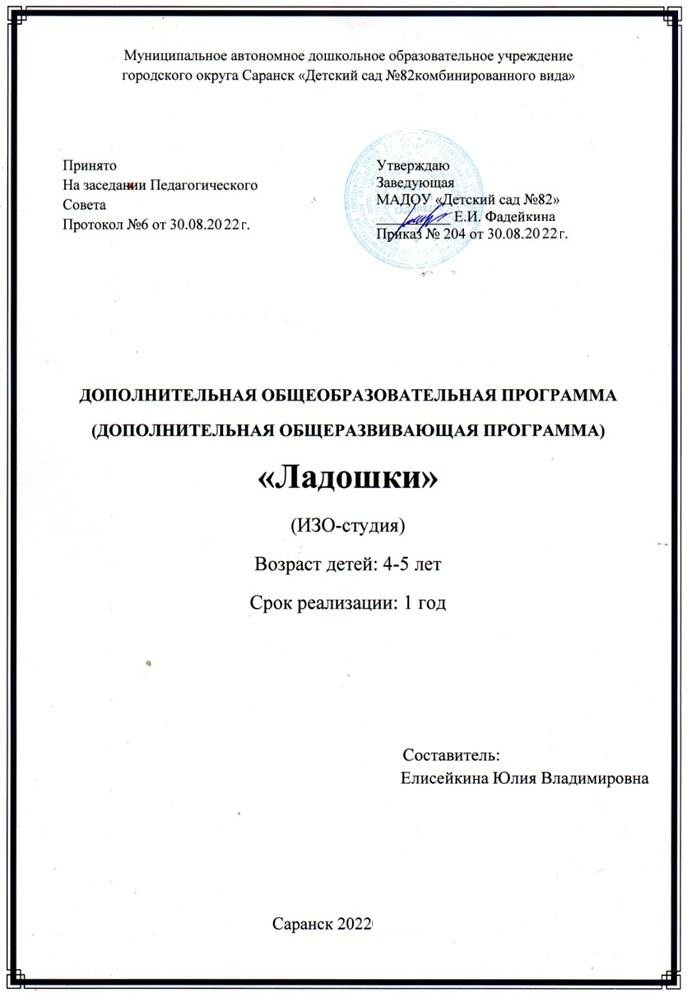 Муниципальное автономное дошкольное образовательное учреждение
городского округа Саранск «Детский сад №82комбинированного вида»
Принято
На заседании Педагогического
Совета
Протокол №6 от 30.08.2022г.
Утверждаю
Заведующая
МАДОУ «Детский сад №82»
Е.И. Фадейкина
Приказ № 204 от 30.08.2022г.
ДОПОЛНИТЕЛЬНАЯ ОБЩЕОБРАЗОВАТЕЛЬНАЯ ПРОГРАММА
(ДОПОЛНИТЕЛЬНАЯ ОБЩЕРАЗВИВАЮЩАЯ ПРОГРАММА)
«Ладошки»
(ИЗО-студия)
Возраст детей: 4-5 лет
Срок реализации: 1 год
Составитель:
Елисейкина Юлия Владимировна
Саранск 2022